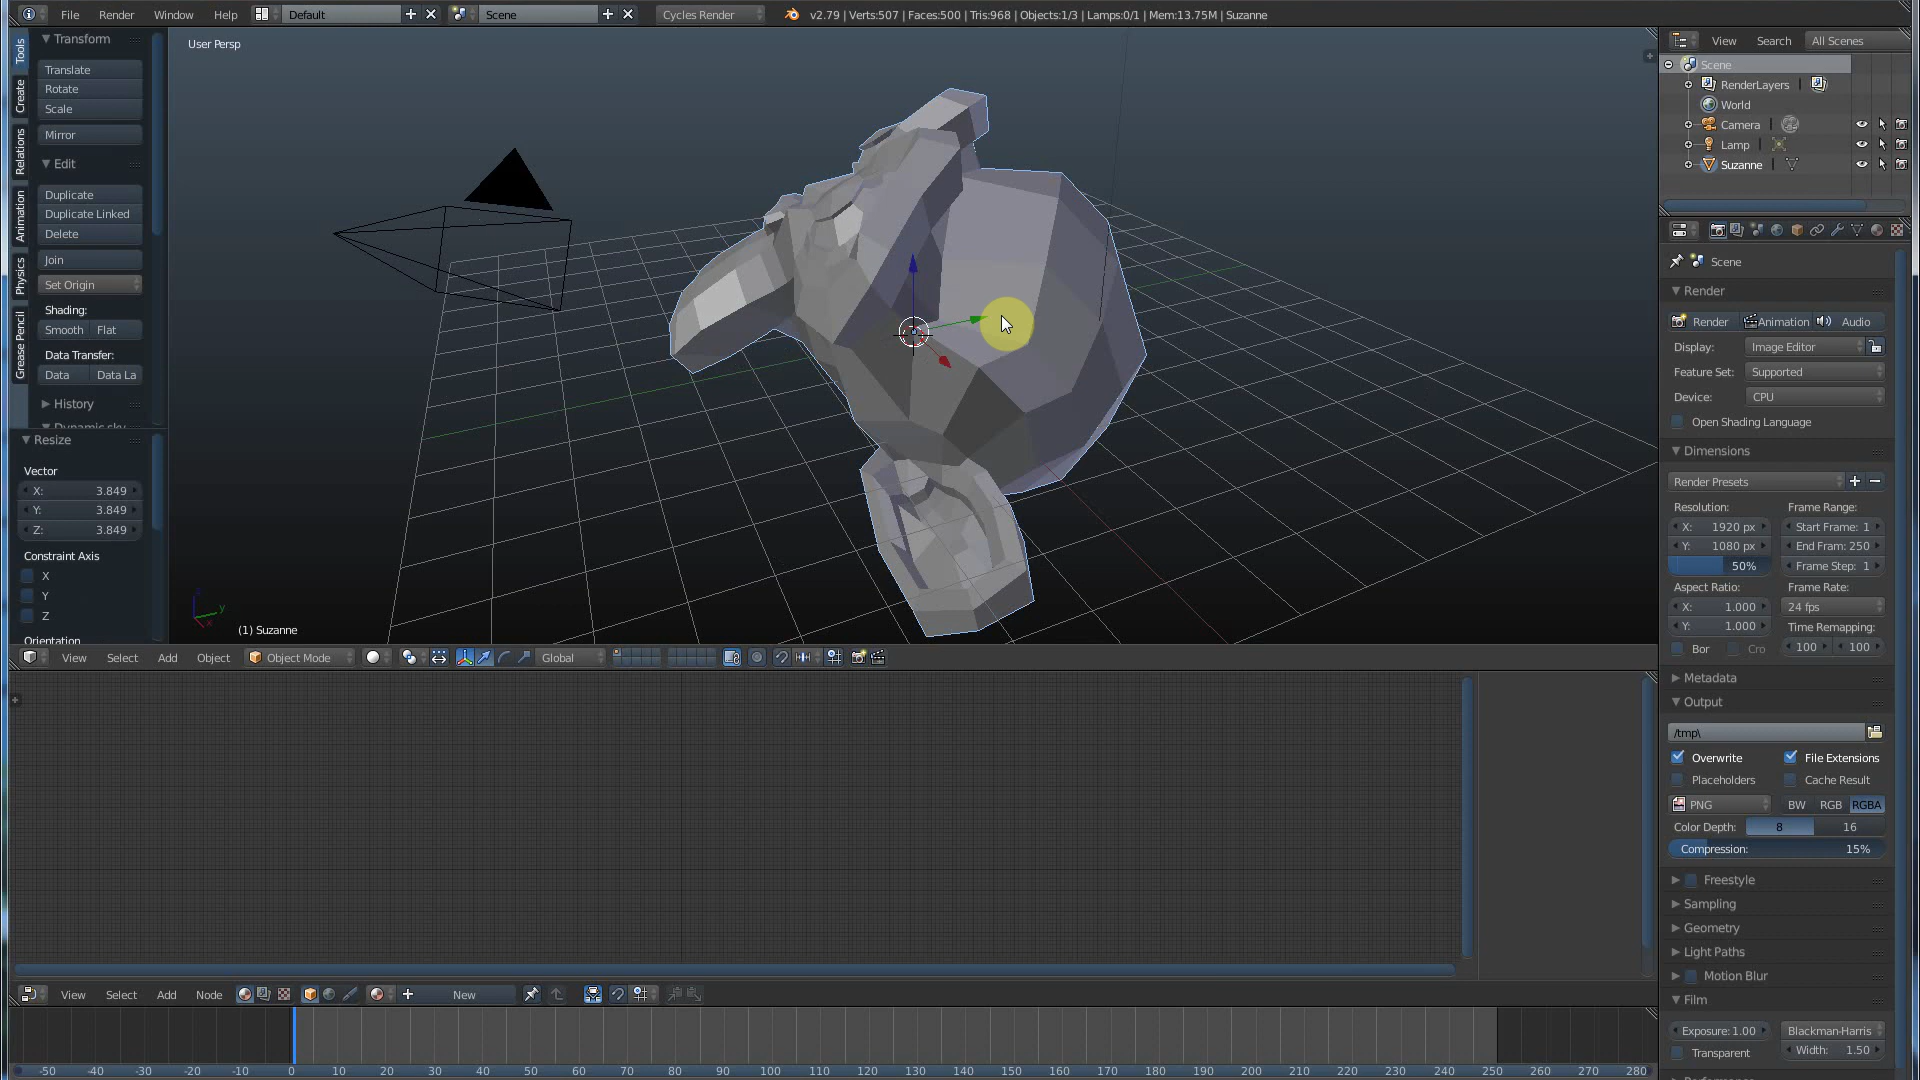 File Render Window Help Default Scene Cycles Render v2.79 | Verts:507 | Faces:500 | Tris:968 | Objects:1/3 | Lamps:0/1 | Mem:13.75M | Suzanne
Tools
Create
Relations
Animation
Physics
Grease Pencil
Transform
Translate
Rotate
Scale
Mirror
Edit
Duplicate
Duplicate Linked
Delete
Join
Set Origin
Shading:
Smooth Flat
Data Transfer:
Data Data La
History
Dynamic sky
Resize
Vector
X: 3.849
Y: 3.849
Z: 3.849
Constraint Axis
X
Y
Z
Orientation
User Persp
z
y
x
(1) Suzanne
View Select Add Object Object Mode Global
View Select Add Node New
-50 -40 -30 -20 -10 0 10 20 30 40 50 60 70 80 90 100 110 120 130 140 150 160 170 180 190 200 210 220 230 240 250 260 270 280
View Search All Scenes
Scene
RenderLayers
World
Camera
Lamp
Suzanne
Scene
Render
Render Animation Audio
Display: Image Editor
Feature Set: Supported
Device: CPU
Open Shading Language
Dimensions
Render Presets
Resolution: Frame Range:
X: 1920 px Start Frame: 1
Y: 1080 px End Fram: 250
50% Frame Step: 1
Aspect Ratio: Frame Rate:
X: 1.000 24 fps
Y: 1.000 Time Remapping:
Bor Cro 100 100
Metadata
Output
/tmp\
Overwrite File Extensions
Placeholders Cache Result
PNG BW RGB RGBA
Color Depth: 8 16
Compression: 15%
Freestyle
Sampling
Geometry
Light Paths
Motion Blur
Film
Exposure: 1.00 Blackman-Harris
Transparent Width: 1.50